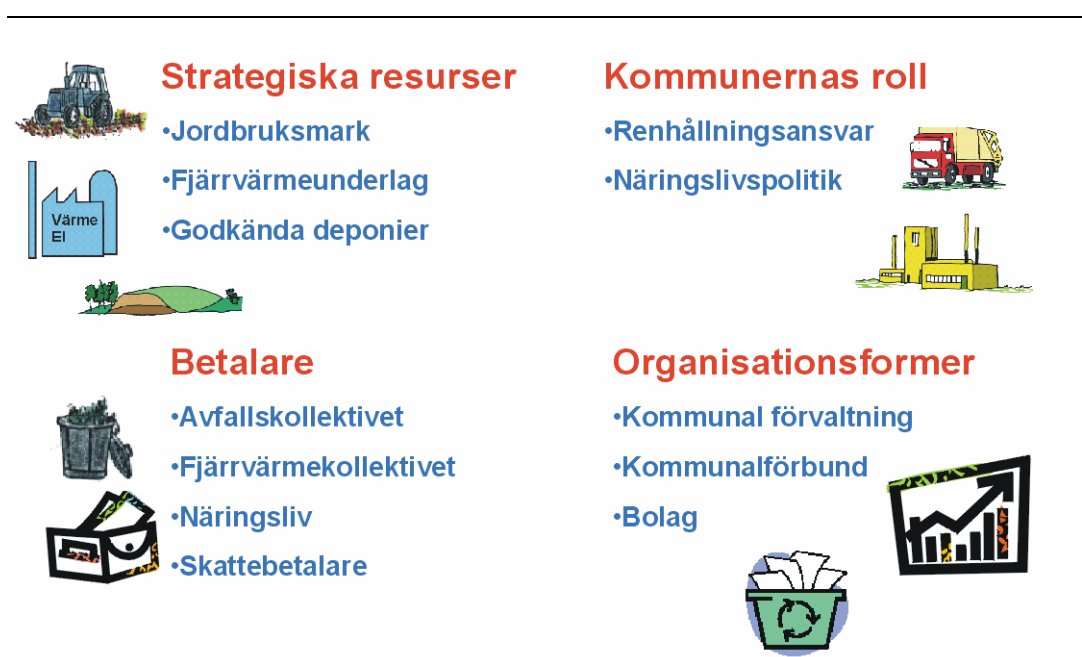 Strategiska resurser
•Jordbruksmark
•Fjärrvärmeunderlag
•Godkända deponier
Värme
El
Kommunernas roll
•Renhållningsansvar
•Näringslivspolitik
Betalare
•Avfallskollektivet
•Fjärrvärmekollektivet
•Näringsliv
•Skattebetalare
Organisationsformer
•Kommunal förvaltning
•Kommunalförbund
•Bolag